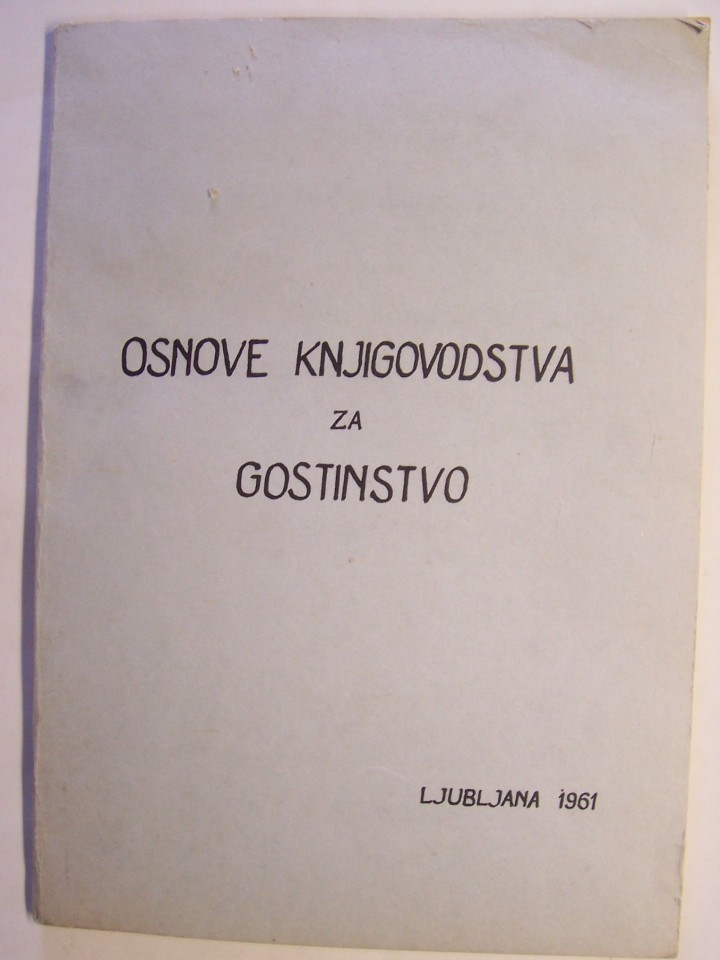 OSNOVE KNJIGOVODSTVA
ZA
GOSTINSTVO
LJUBLJANA 1961